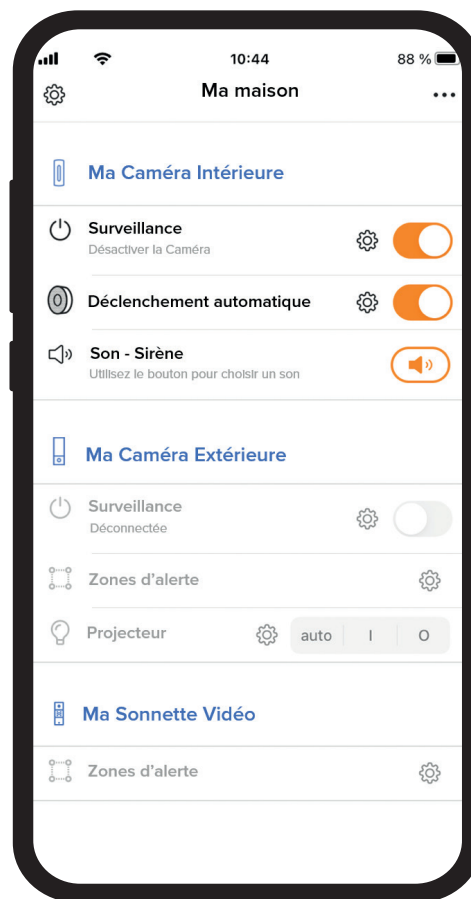 10:44
88 %
Ma maison
Ma Caméra Intérieure
Surveillance
Désactiver la Caméra
Déclenchement automatique
Son - Sirène
Utilisez le bouton pour choisir un son
Ma Caméra Extérieure
Surveillance
Déconnectée
Zones d'alerte
Projecteur
auto I O
Ma Sonnette Vidéo
Zones d'alerte